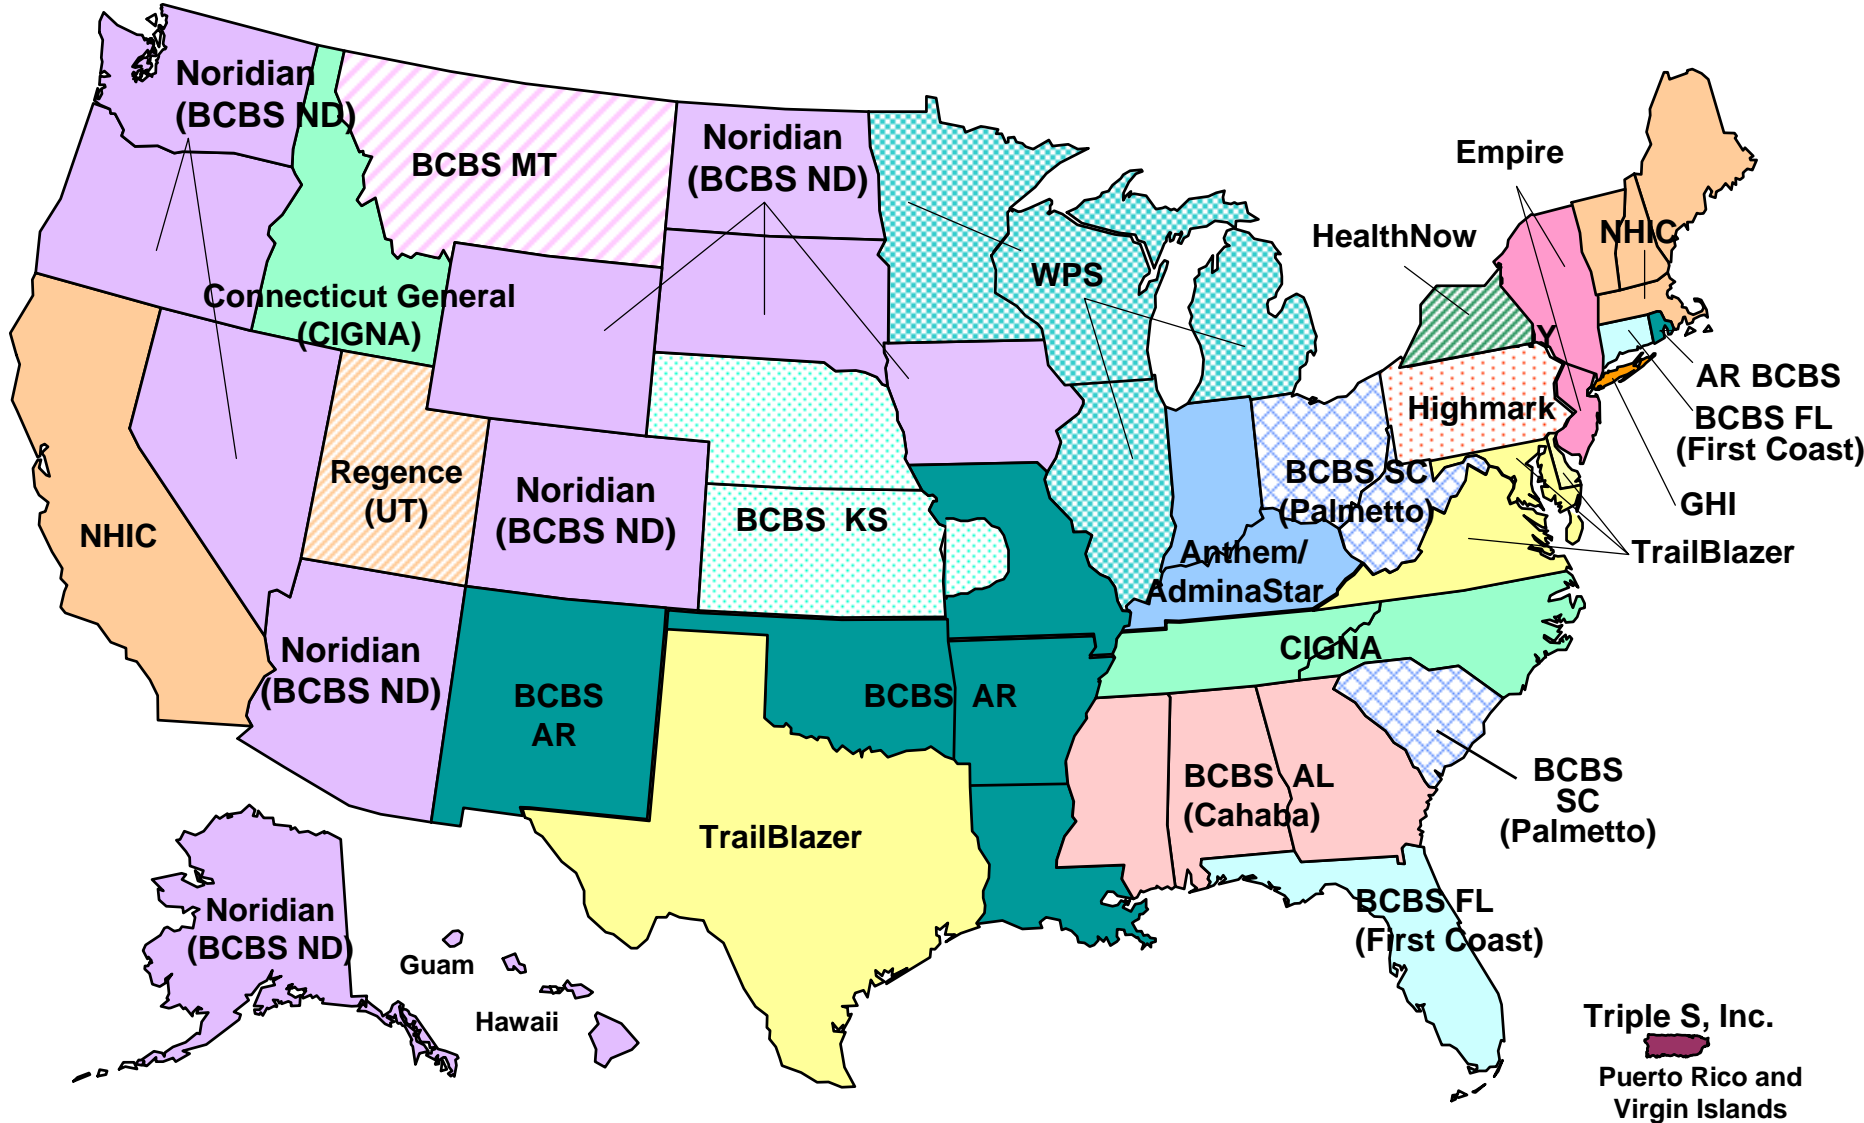 Noridian
(BCBS ND)
BCBS MT
Noridian
(BCBS ND)
Empire
HealthNow
NHIC
WPS
Connecticut General
(CIGNA)
Y
AR BCBS
BCBS FL
(First Coast)
Highmark
Regence
(UT)
Noridian
(BCBS ND)
BCBS KS
BCBS SC
(Palmetto)
GHI
NHIC
Anthem/
AdminaStar
TrailBlazer
Noridian
(BCBS ND)
CIGNA
BCBS
AR
BCBS AR
BCBS AL
(Cahaba)
BCBS
SC
(Palmetto)
TrailBlazer
Noridian
(BCBS ND)
BCBS FL
(First Coast)
Guam
Hawaii
Triple S, Inc.
Puerto Rico and
Virgin Islands